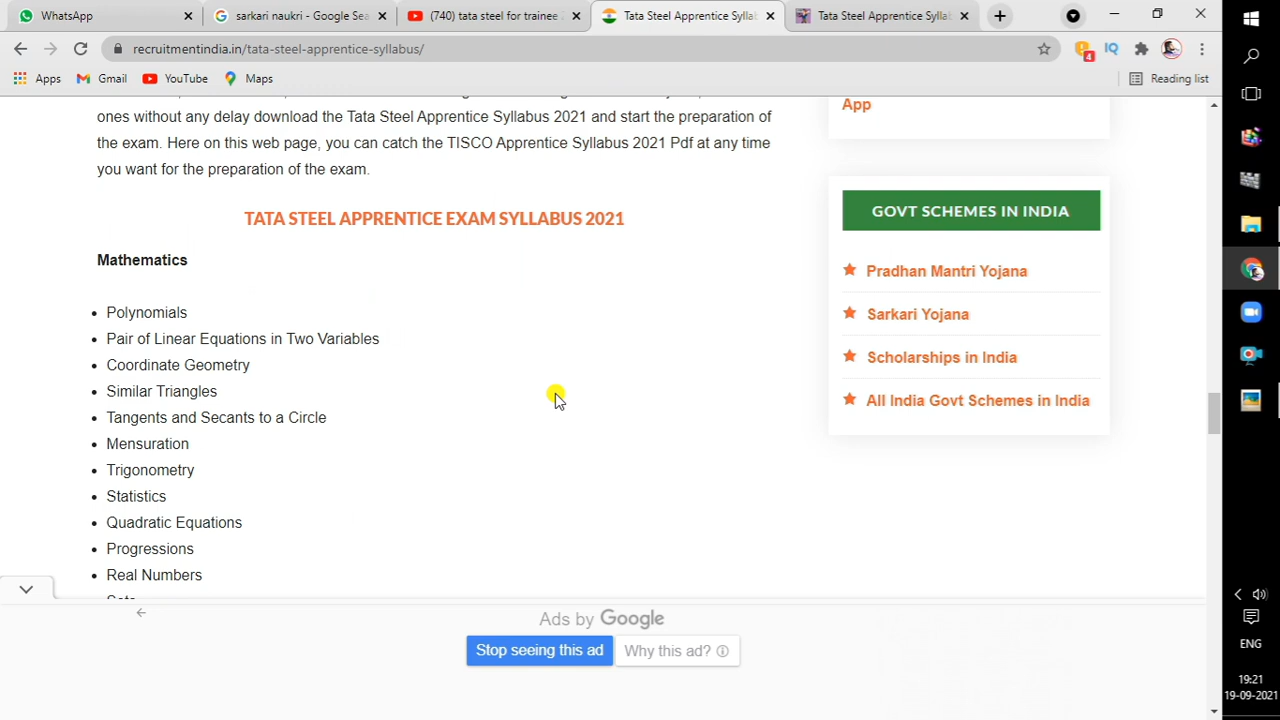 WhatsApp
sarkari naukri - Google Sea
(740) tata steel for trainee 2
Tata Steel Apprentice Syllab
Tata Steel Apprentice Syllab
recruitmentindia.in/tata-steel-apprentice-syllabus/
4
IQ
Apps
Gmail
YouTube
Maps
Reading list
ones without any delay download the Tata Steel Apprentice Syllabus 2021 and start the preparation of
the exam. Here on this web page, you can catch the TISCO Apprentice Syllabus 2021 Pdf at any time
you want for the preparation of the exam.
TATA STEEL APPRENTICE EXAM SYLLABUS 2021
Mathematics
• Polynomials
• Pair of Linear Equations in Two Variables
• Coordinate Geometry
• Similar Triangles
• Tangents and Secants to a Circle
• Mensuration
• Trigonometry
• Statistics
• Quadratic Equations
• Progressions
• Real Numbers
• Sets
App
GOVT SCHEMES IN INDIA
Pradhan Mantri Yojana
Sarkari Yojana
Scholarships in India
All India Govt Schemes in India
Ads by Google
Stop seeing this ad
Why this ad?
ENG
19:21
19-09-2021